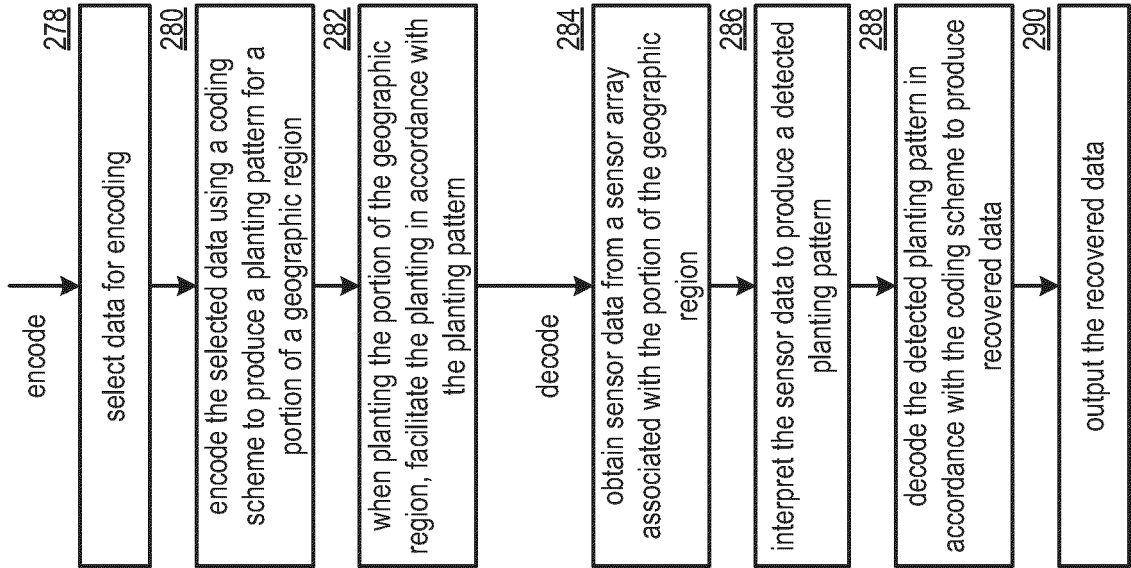 encode
278
select data for encoding
280
encode the selected data using a coding
scheme to produce a planting pattern for a
portion of a geographic region
282
when planting the portion of the geographic
region, facilitate the planting in accordance with
the planting pattern
decode
284
obtain sensor data from a sensor array
associated with the portion of the geographic
region
286
interpret the sensor data to produce a detected
planting pattern
288
decode the detected planting pattern in
accordance with the coding scheme to produce
recovered data
290
output the recovered data